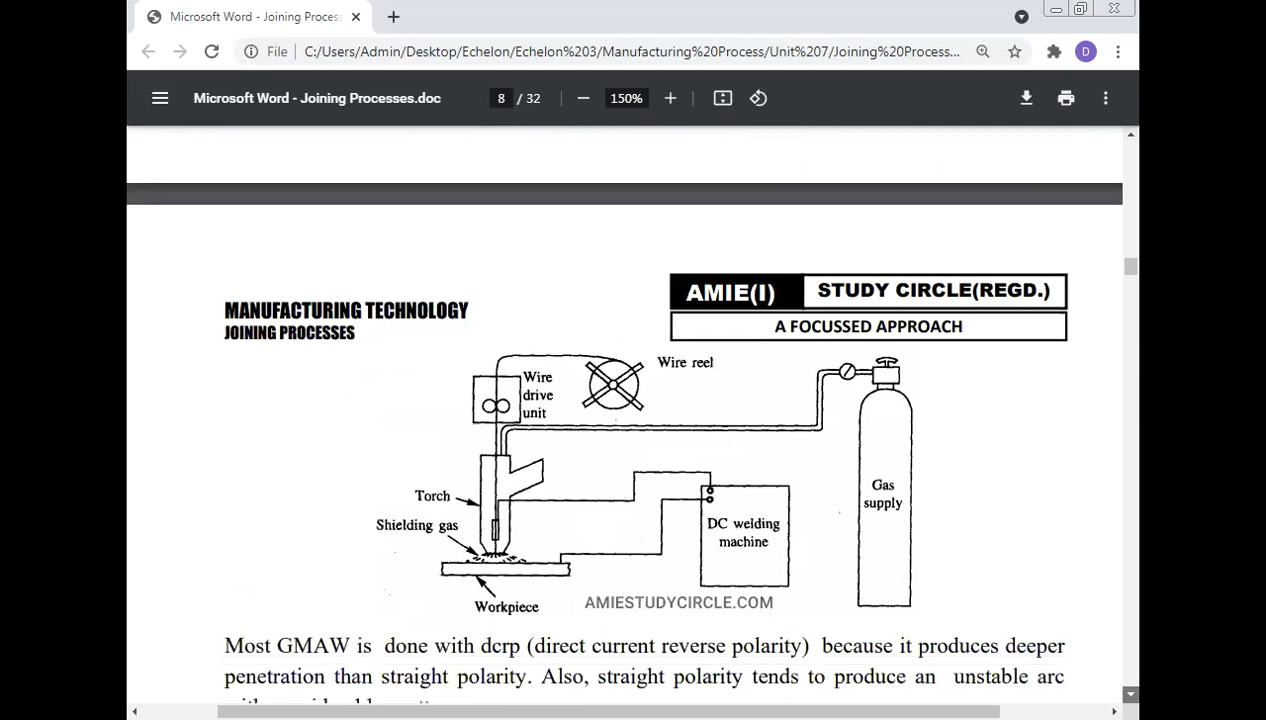 Microsoft Word - Joining Process
File
C:/Users/Admin/Desktop/Echelon/Echelon%203/Manufacturing%20Process/Unit%207/Joining%20Process...
D
Microsoft Word - Joining Processes.doc
8 / 32
150%
AMIE(I)
STUDY CIRCLE(REGD.)
A FOCUSSED APPROACH
MANUFACTURING TECHNOLOGY
JOINING PROCESSES
Wire reel
Wire
drive
unit
Torch
Shielding gas
Workpiece
DC welding
machine
Gas
supply
AMIESTUDYCIRCLE.COM
Most GMAW is done with dcrp (direct current reverse polarity) because it produces deeper
penetration than straight polarity. Also, straight polarity tends to produce an unstable arc